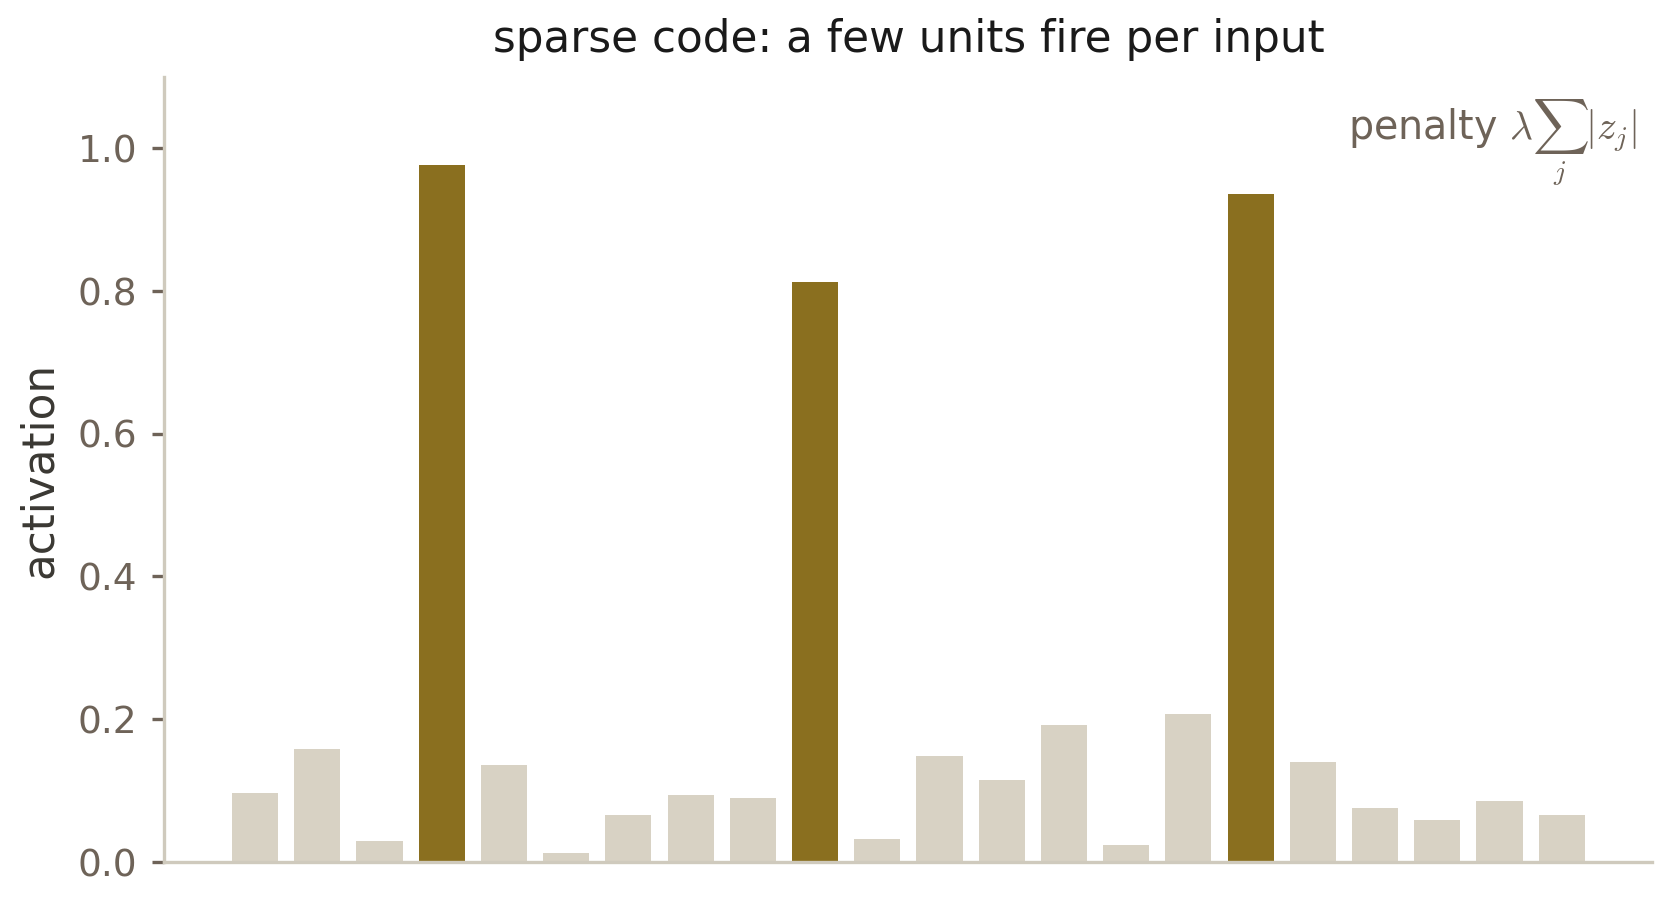 sparse code: a few units fire per input
penalty λ∑|z_j|
j
1.0
0.8
0.6
0.4
0.2
0.0
activation